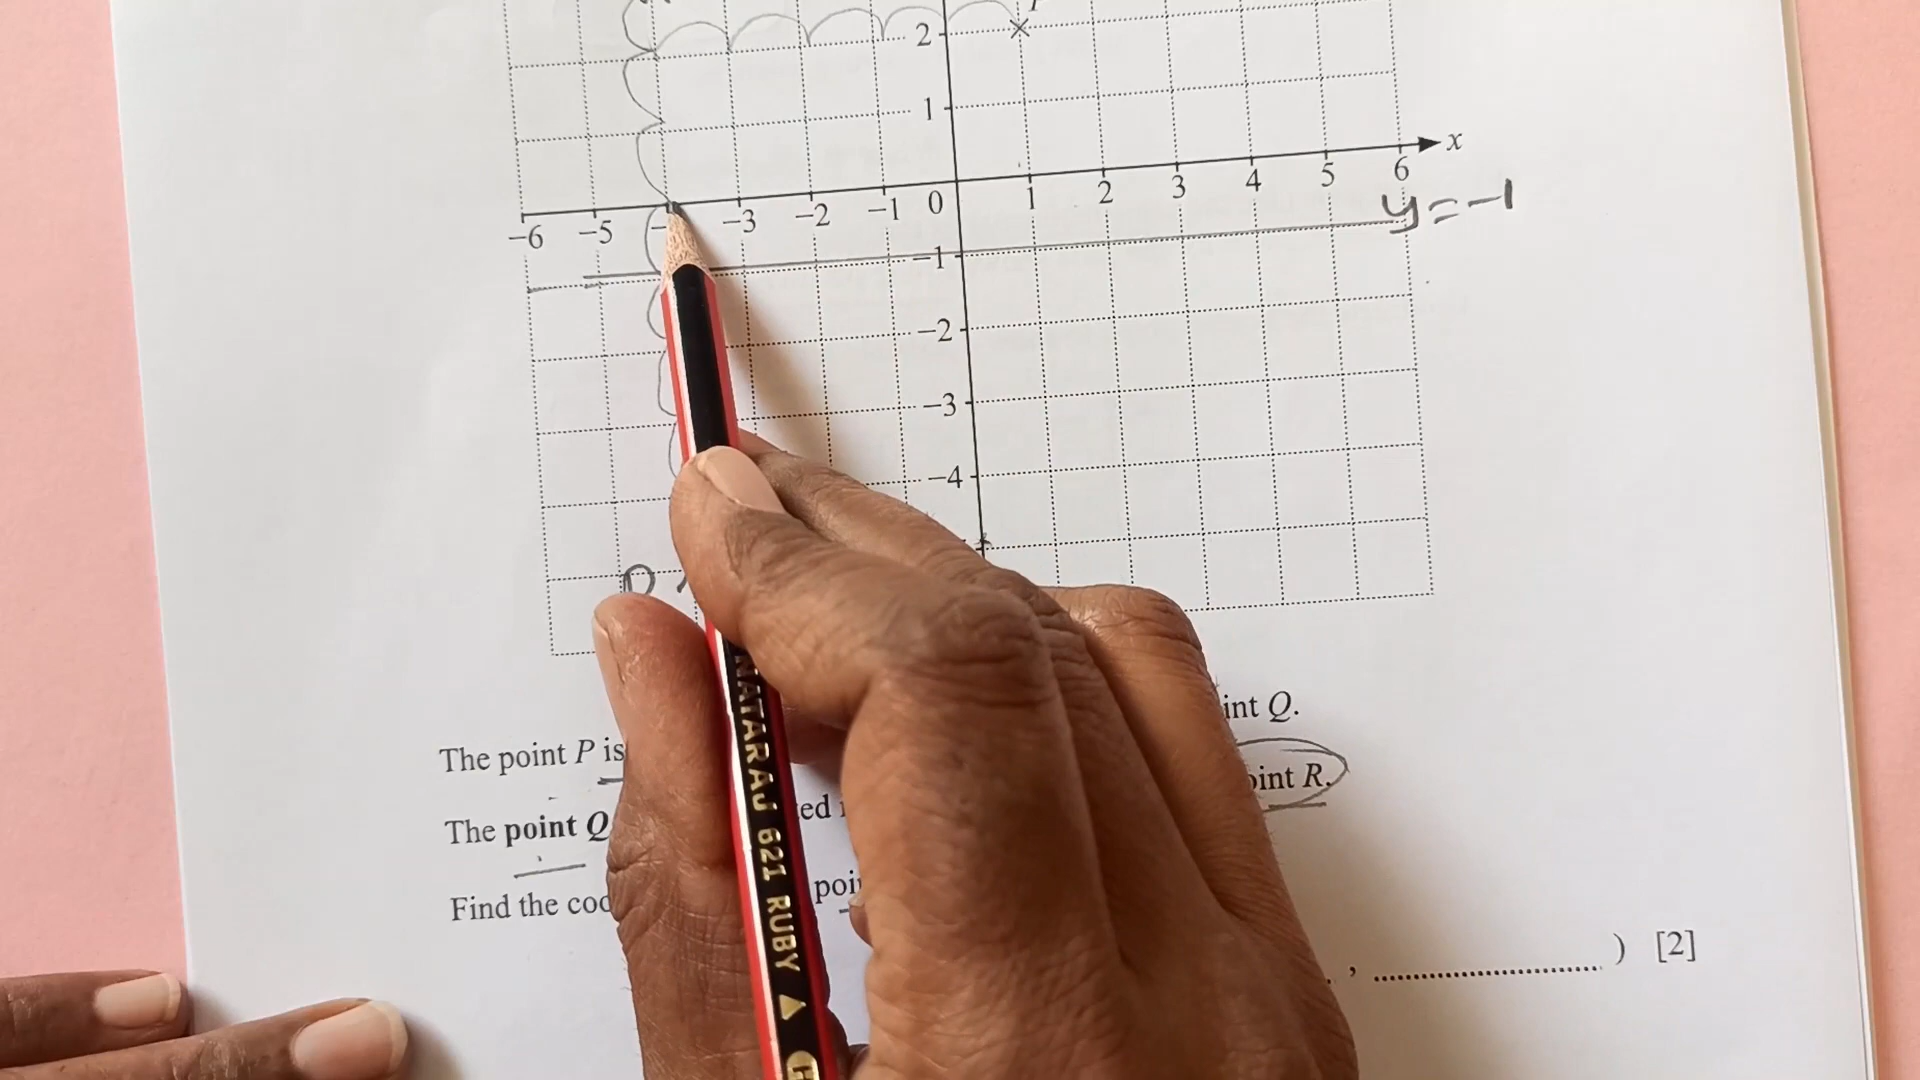 2
1
x
-6 -5 -3 -2 -1 0 1 2 3 4 5 6
y=-1
-1
-2
-3
-4
int Q.
The point P is
oint R.
The point Q ed
Find the coo poi
, ) [2]
NATARAJ 621 RUBY